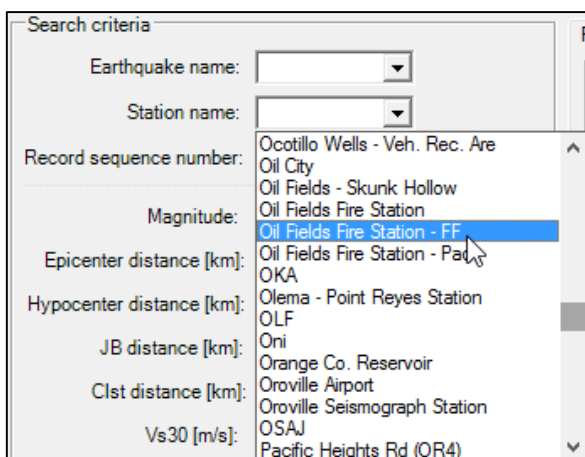 Search criteria
Earthquake name:
Station name:
Record sequence number:
Magnitude:
Epicenter distance [km]:
Hypocenter distance [km]:
JB distance [km]:
Clst distance [km]:
Vs30 [m/s]:
Ocotillo Wells - Veh. Rec. Are
Oil City
Oil Fields - Skunk Hollow
Oil Fields Fire Station
Oil Fields Fire Station - FF
Oil Fields Fire Station -
OKA
Olema - Point Reyes Station
OLF
Oni
Orange Co. Reservoir
Oroville Airport
Oroville Seismograph Station
OSAJ
Pacific Heights Rd (OR4)